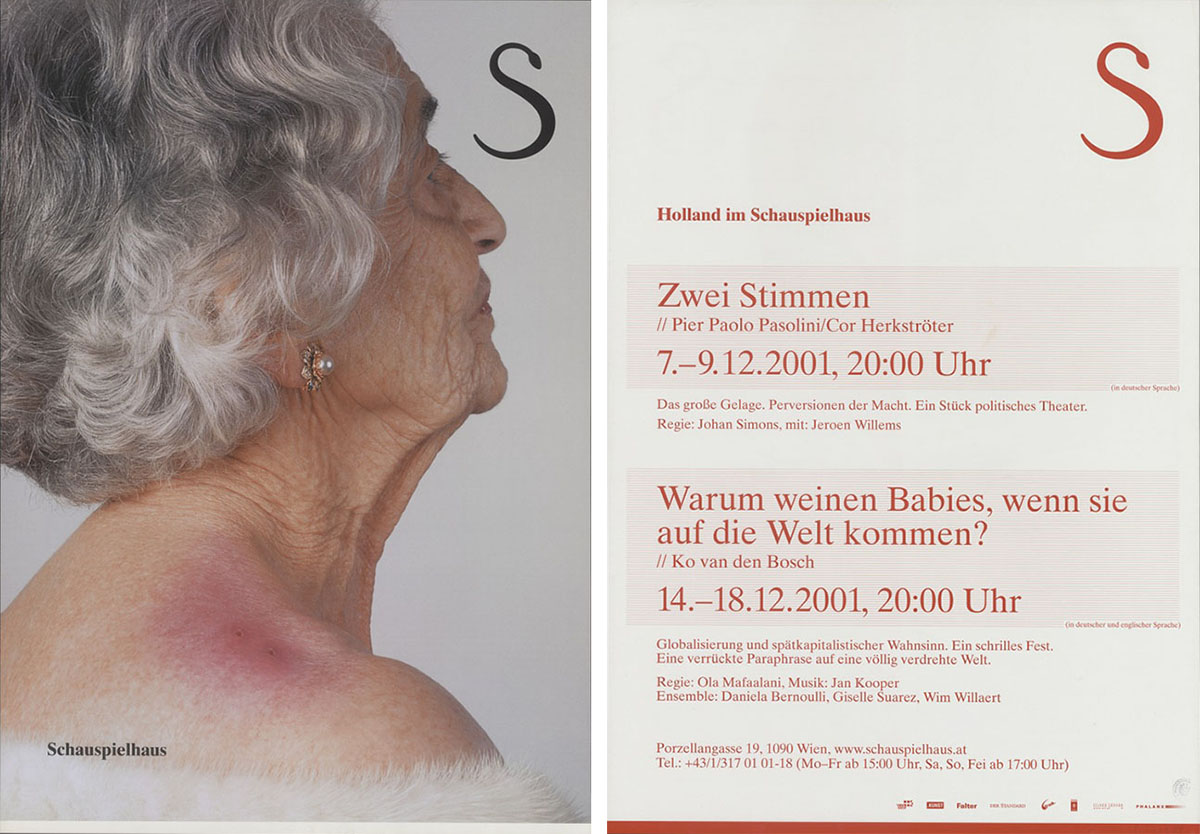 S
Schauspielhaus
S
Holland im Schauspielhaus
Zwei Stimmen
// Pier Paolo Pasolini/Cor Herkströter
7.–9.12.2001, 20:00 Uhr
(in deutscher Sprache)
Das große Gelage. Perversionen der Macht. Ein Stück politisches Theater.
Regie: Johan Simons, mit: Jeroen Willems
Warum weinen Babies, wenn sie
auf die Welt kommen?
// Ko van den Bosch
14.–18.12.2001, 20:00 Uhr
(in deutscher und englischer Sprache)
Globalisierung und spätkapitalistischer Wahnsinn. Ein schrilles Fest.
Eine verrückte Paraphrase auf eine völlig verdrehte Welt.
Regie: Ola Mafaalani, Musik: Jan Kooper
Ensemble: Daniela Bernoulli, Giselle Suarez, Wim Willaert
Porzellangasse 19, 1090 Wien, www.schauspielhaus.at
Tel.: +43/1/317 01 01-18 (Mo–Fr ab 15:00 Uhr, Sa, So, Fei ab 17:00 Uhr)
KUNST Falter DER STANDARD PHALANX